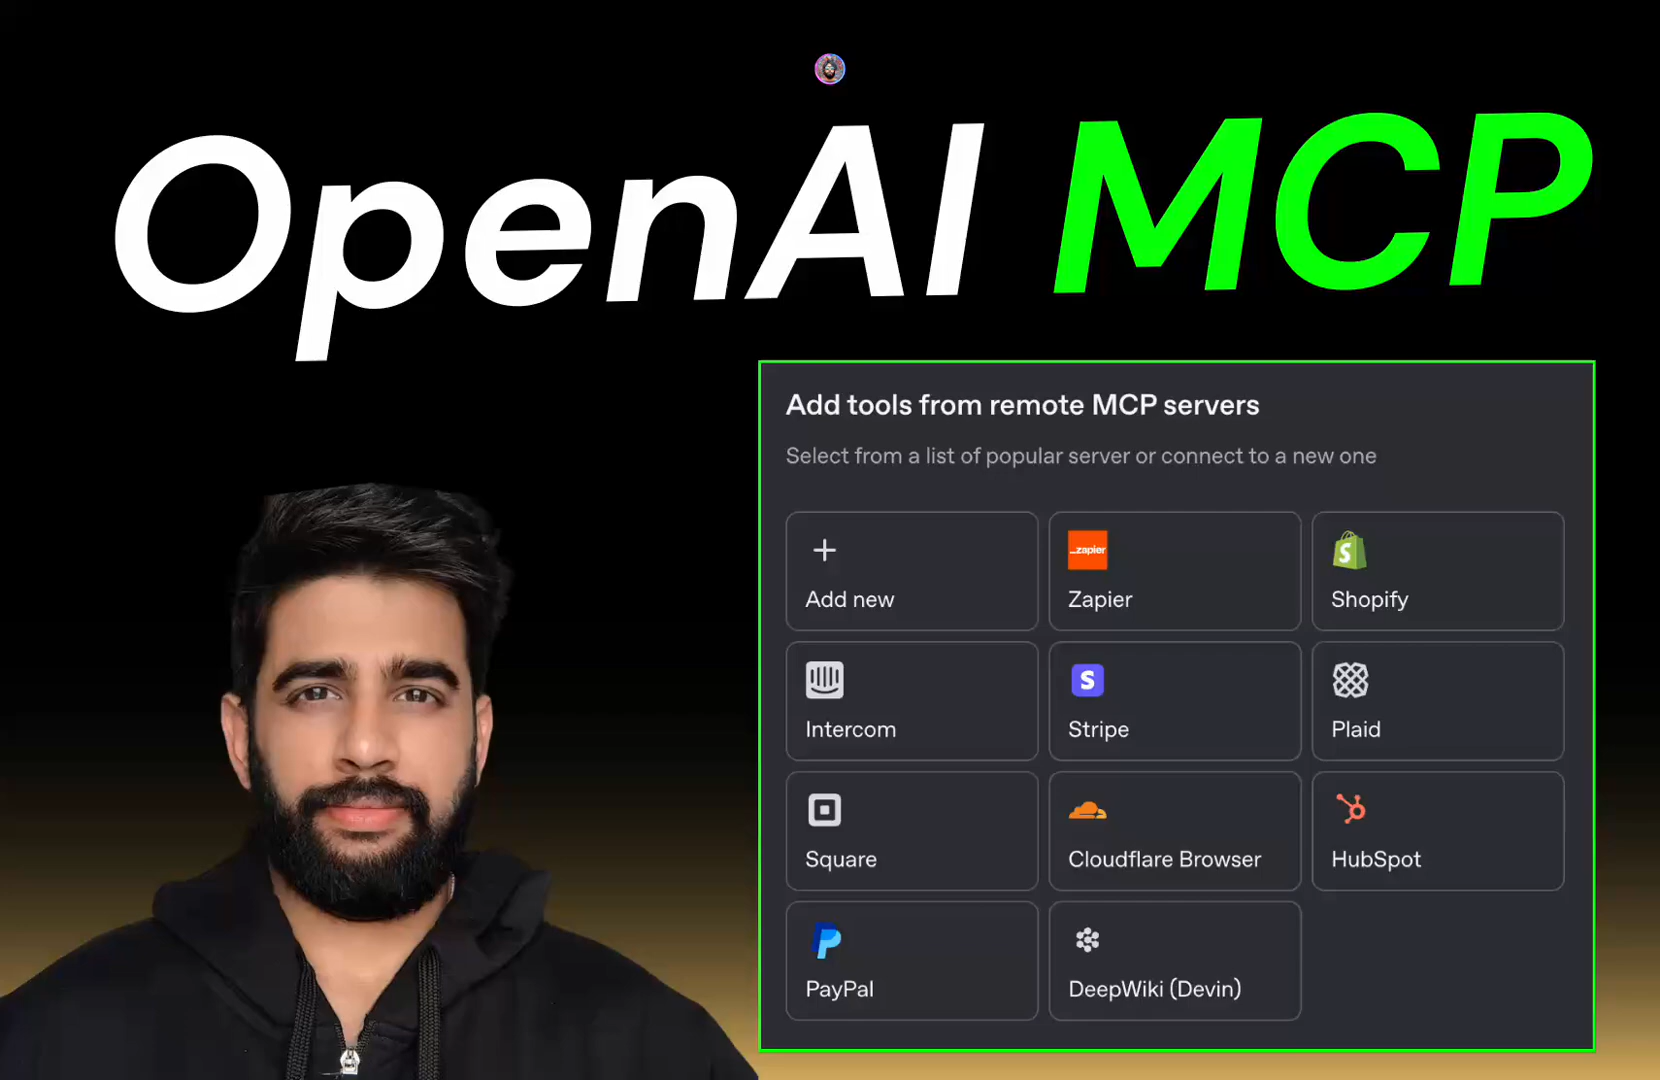 OpenAI MCP
Add tools from remote MCP servers
Select from a list of popular server or connect to a new one
Add new
zapier
Zapier
S
Shopify
Intercom
S
Stripe
Plaid
Square
Cloudflare Browser
HubSpot
PayPal
DeepWiki (Devin)